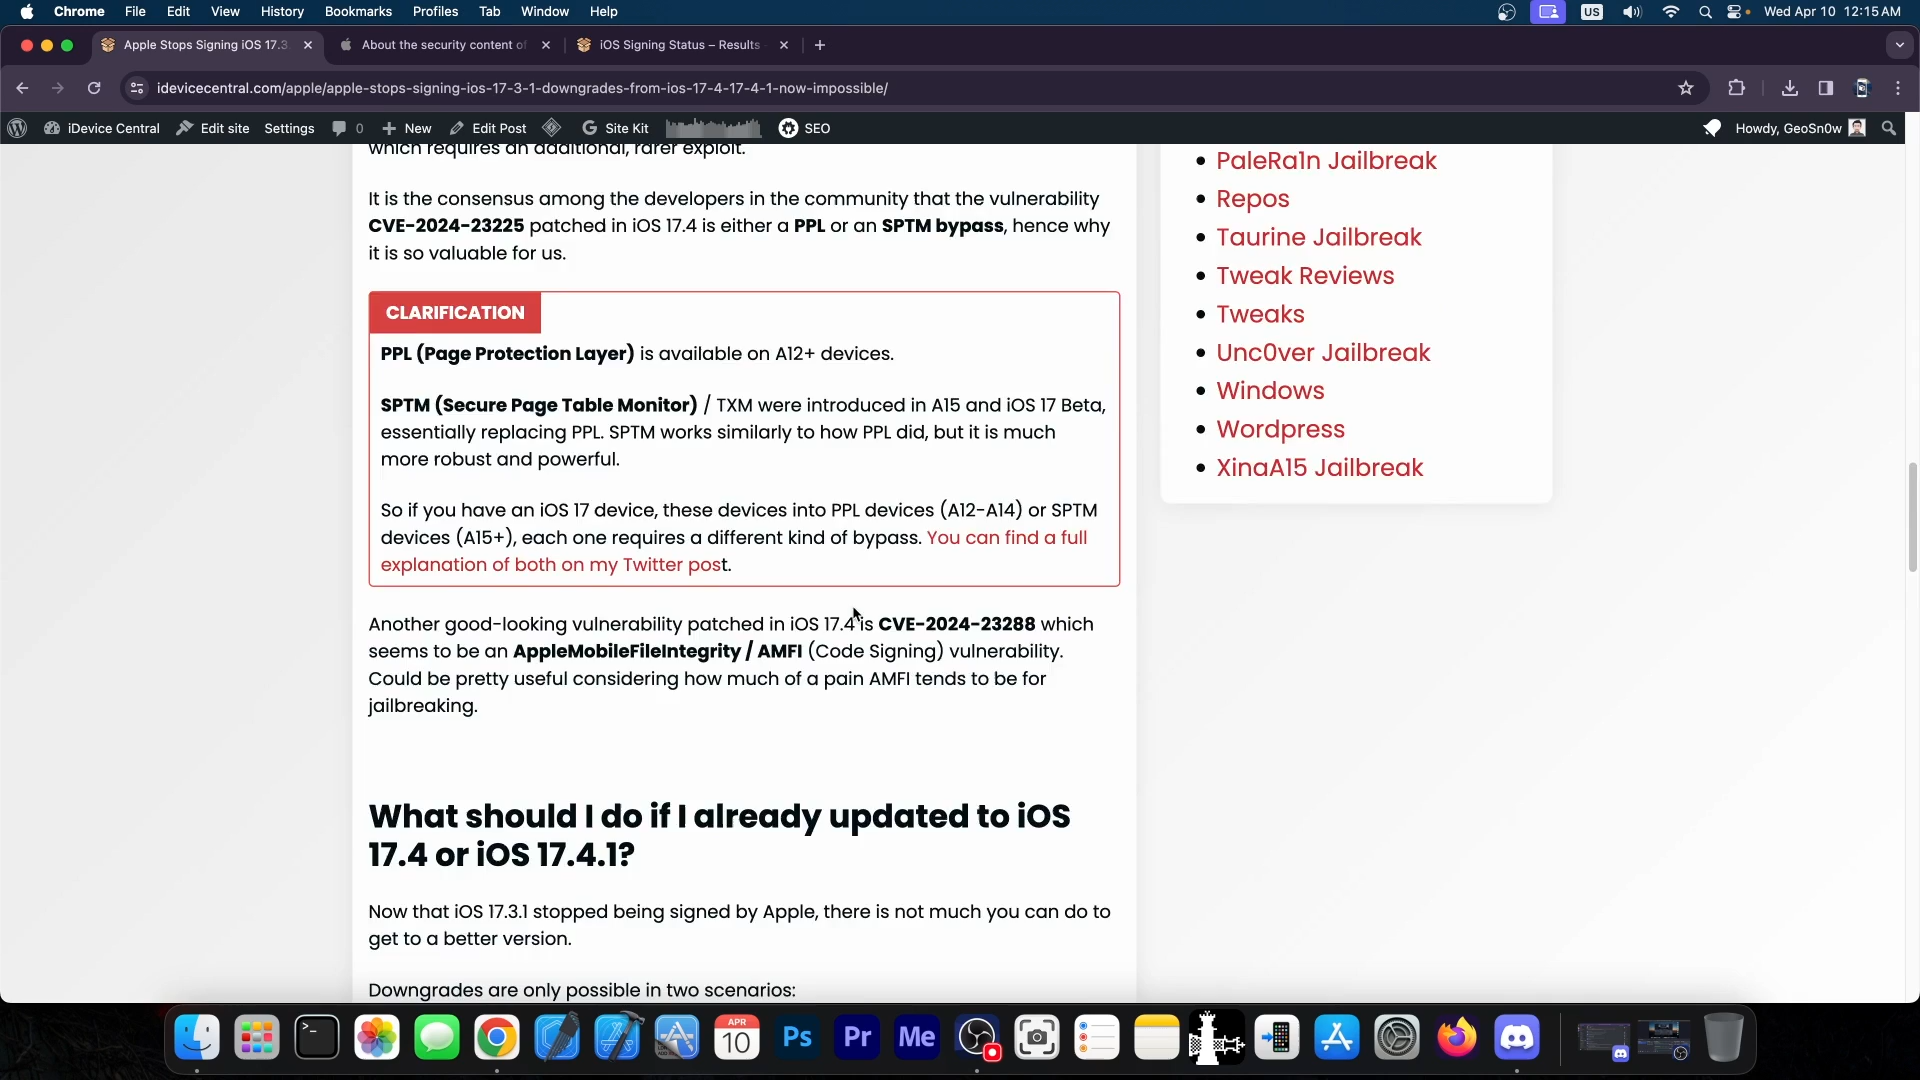 Chrome File Edit View History Bookmarks Profiles Tab Window Help US Wed Apr 10 12:15 AM
Apple Stops Signing iOS 17.3 About the security content of iOS Signing Status – Results
idevicecentral.com/apple/apple-stops-signing-ios-17-3-1-downgrades-from-ios-17-4-17-4-1-now-impossible/
iDevice Central Edit site Settings 0 New Edit Post Site Kit SEO Howdy, GeoSn0w
which requires an additional, rarer exploit.
It is the consensus among the developers in the community that the vulnerability
CVE-2024-23225 patched in iOS 17.4 is either a PPL or an SPTM bypass, hence why
it is so valuable for us.
CLARIFICATION
PPL (Page Protection Layer) is available on A12+ devices.
SPTM (Secure Page Table Monitor) / TXM were introduced in A15 and iOS 17 Beta,
essentially replacing PPL. SPTM works similarly to how PPL did, but it is much
more robust and powerful.
So if you have an iOS 17 device, these devices into PPL devices (A12-A14) or SPTM
devices (A15+), each one requires a different kind of bypass. You can find a full
explanation of both on my Twitter post.
Another good-looking vulnerability patched in iOS 17.4 is CVE-2024-23288 which
seems to be an AppleMobileFileIntegrity / AMFI (Code Signing) vulnerability.
Could be pretty useful considering how much of a pain AMFI tends to be for
jailbreaking.
What should I do if I already updated to iOS
17.4 or iOS 17.4.1?
Now that iOS 17.3.1 stopped being signed by Apple, there is not much you can do to
get to a better version.
Downgrades are only possible in two scenarios:
PaleRa1n Jailbreak
Repos
Taurine Jailbreak
Tweak Reviews
Tweaks
Unc0ver Jailbreak
Windows
Wordpress
XinaA15 Jailbreak
APR
10
Ps
Pr
Me